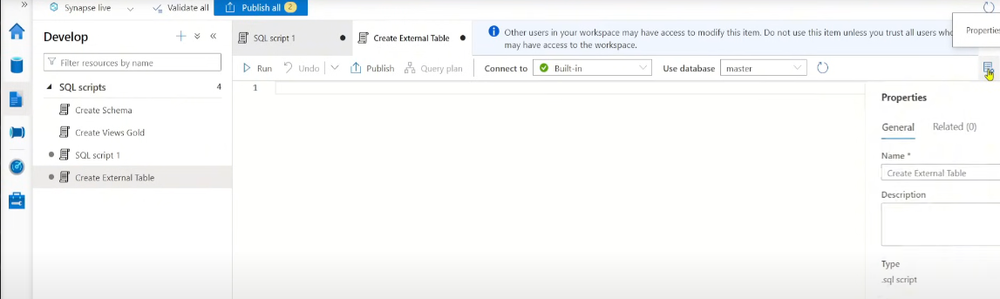 » Synapse live Validate all Publish all 2
Develop + «
Filter resources by name
SQL scripts 4
Create Schema
Create Views Gold
SQL script 1
Create External Table
SQL script 1
Create External Table
Other users in your workspace may have access to modify this item. Do not use this item unless you trust all users who
may have access to the workspace.
Properties
Run Undo Publish Query plan Connect to Built-in Use database master
1
Properties
General Related (0)
Name *
Create External Table
Description
Type
.sql script